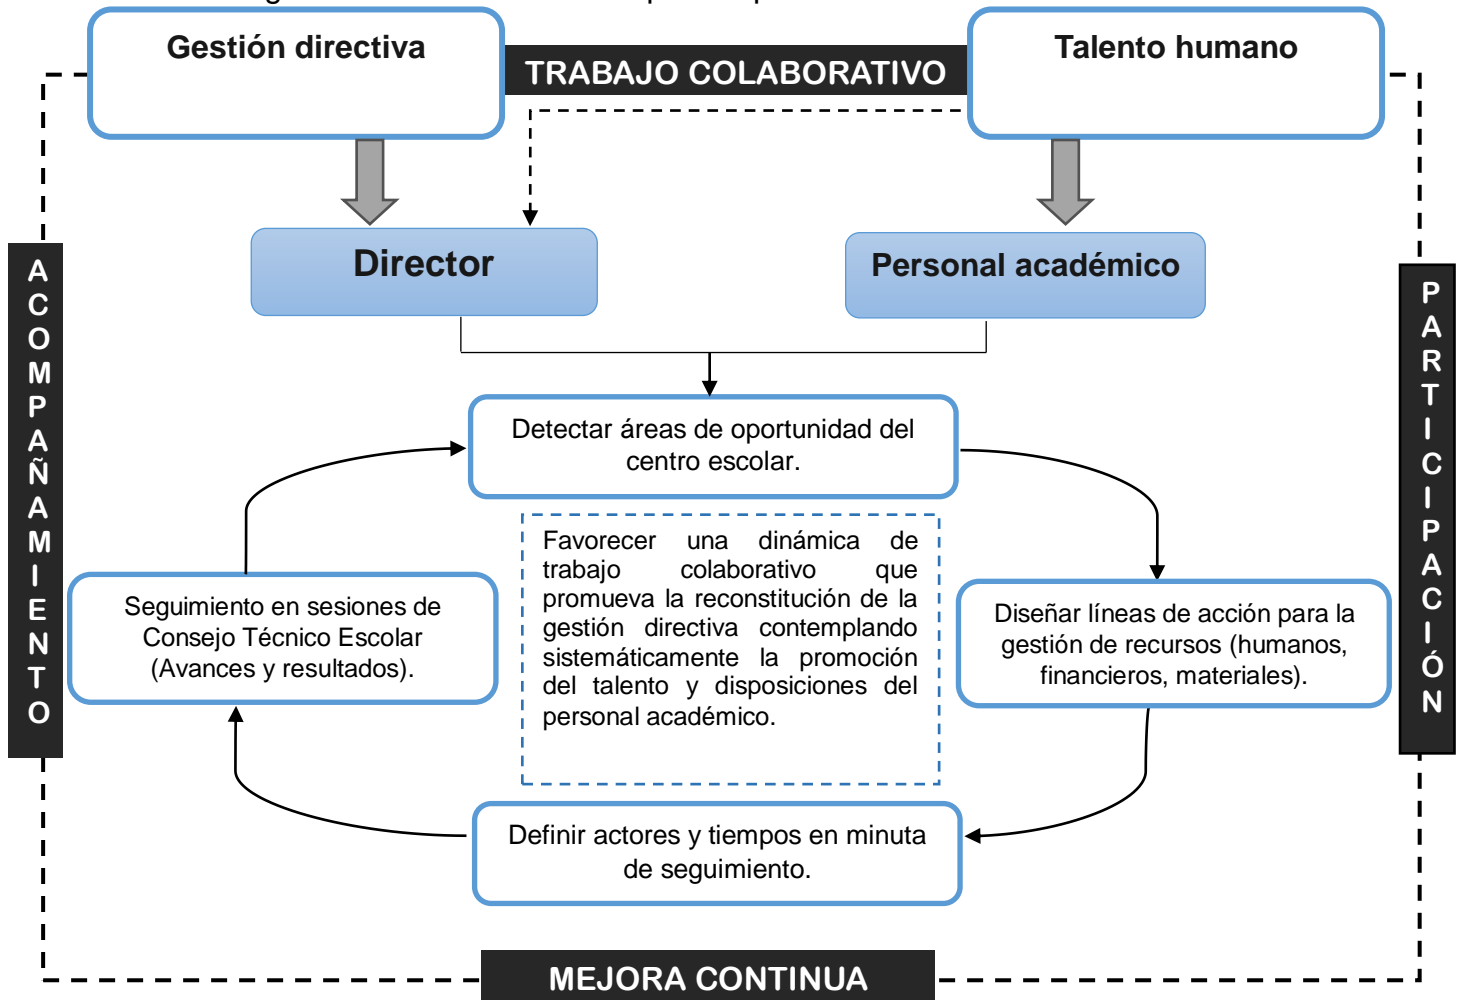 Gestión directiva
TRABAJO COLABORATIVO
Talento humano
Director
Personal académico
ACOMPAÑAMIENTO
PARTICIPACIÓN
Detectar áreas de oportunidad del
centro escolar.
Favorecer una dinámica de
trabajo colaborativo que
promueva la reconstitución de la
gestión directiva contemplando
sistemáticamente la promoción
del talento y disposiciones del
personal académico.
Seguimiento en sesiones de
Consejo Técnico Escolar
(Avances y resultados).
Diseñar líneas de acción para la
gestión de recursos (humanos,
financieros, materiales).
Definir actores y tiempos en minuta
de seguimiento.
MEJORA CONTINUA